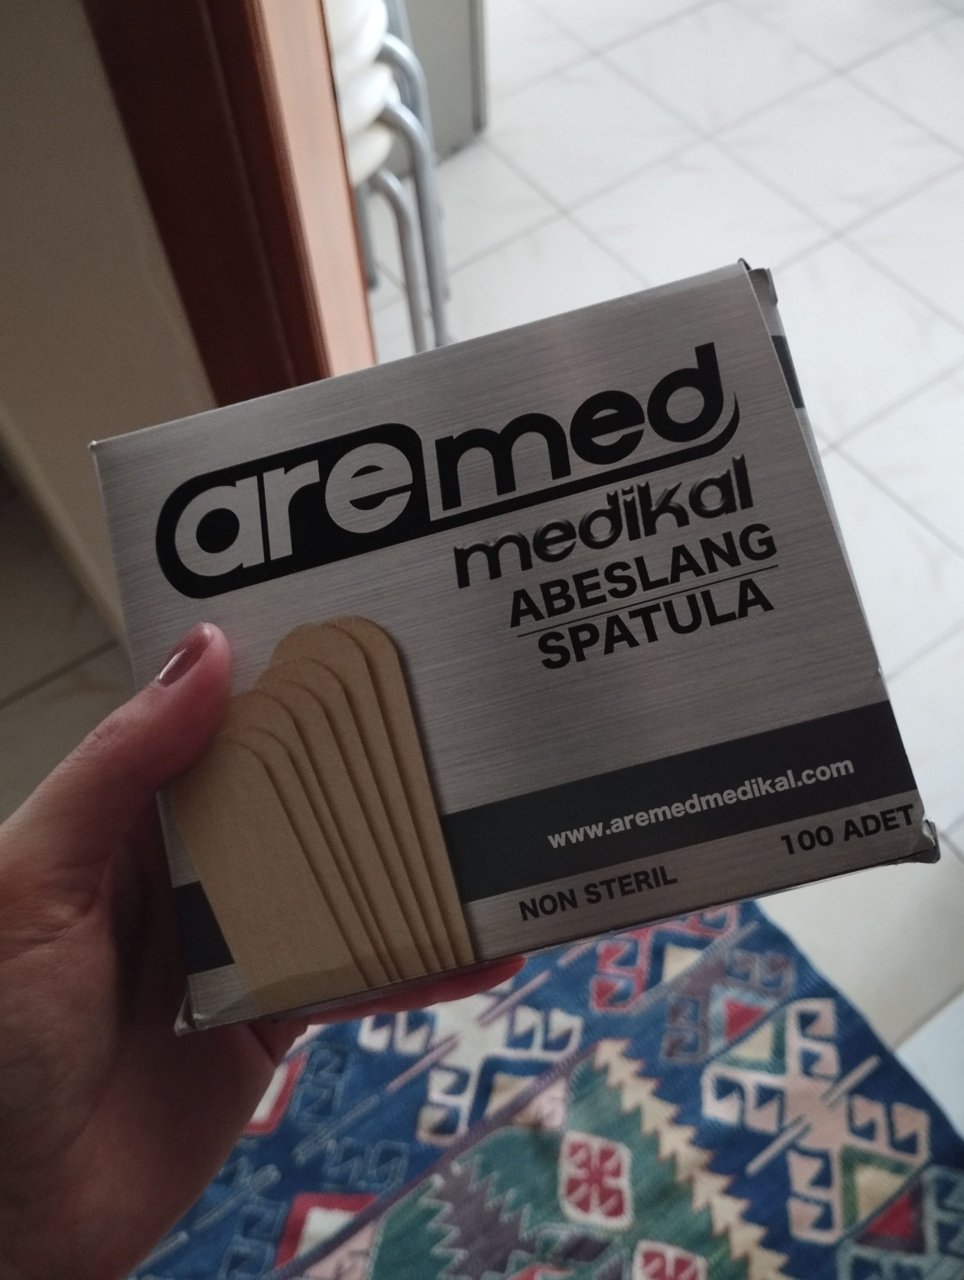 aremed
medikal
ABESLANG
SPATULA
www.aremedmedikal.com
100 ADET
NON STERIL